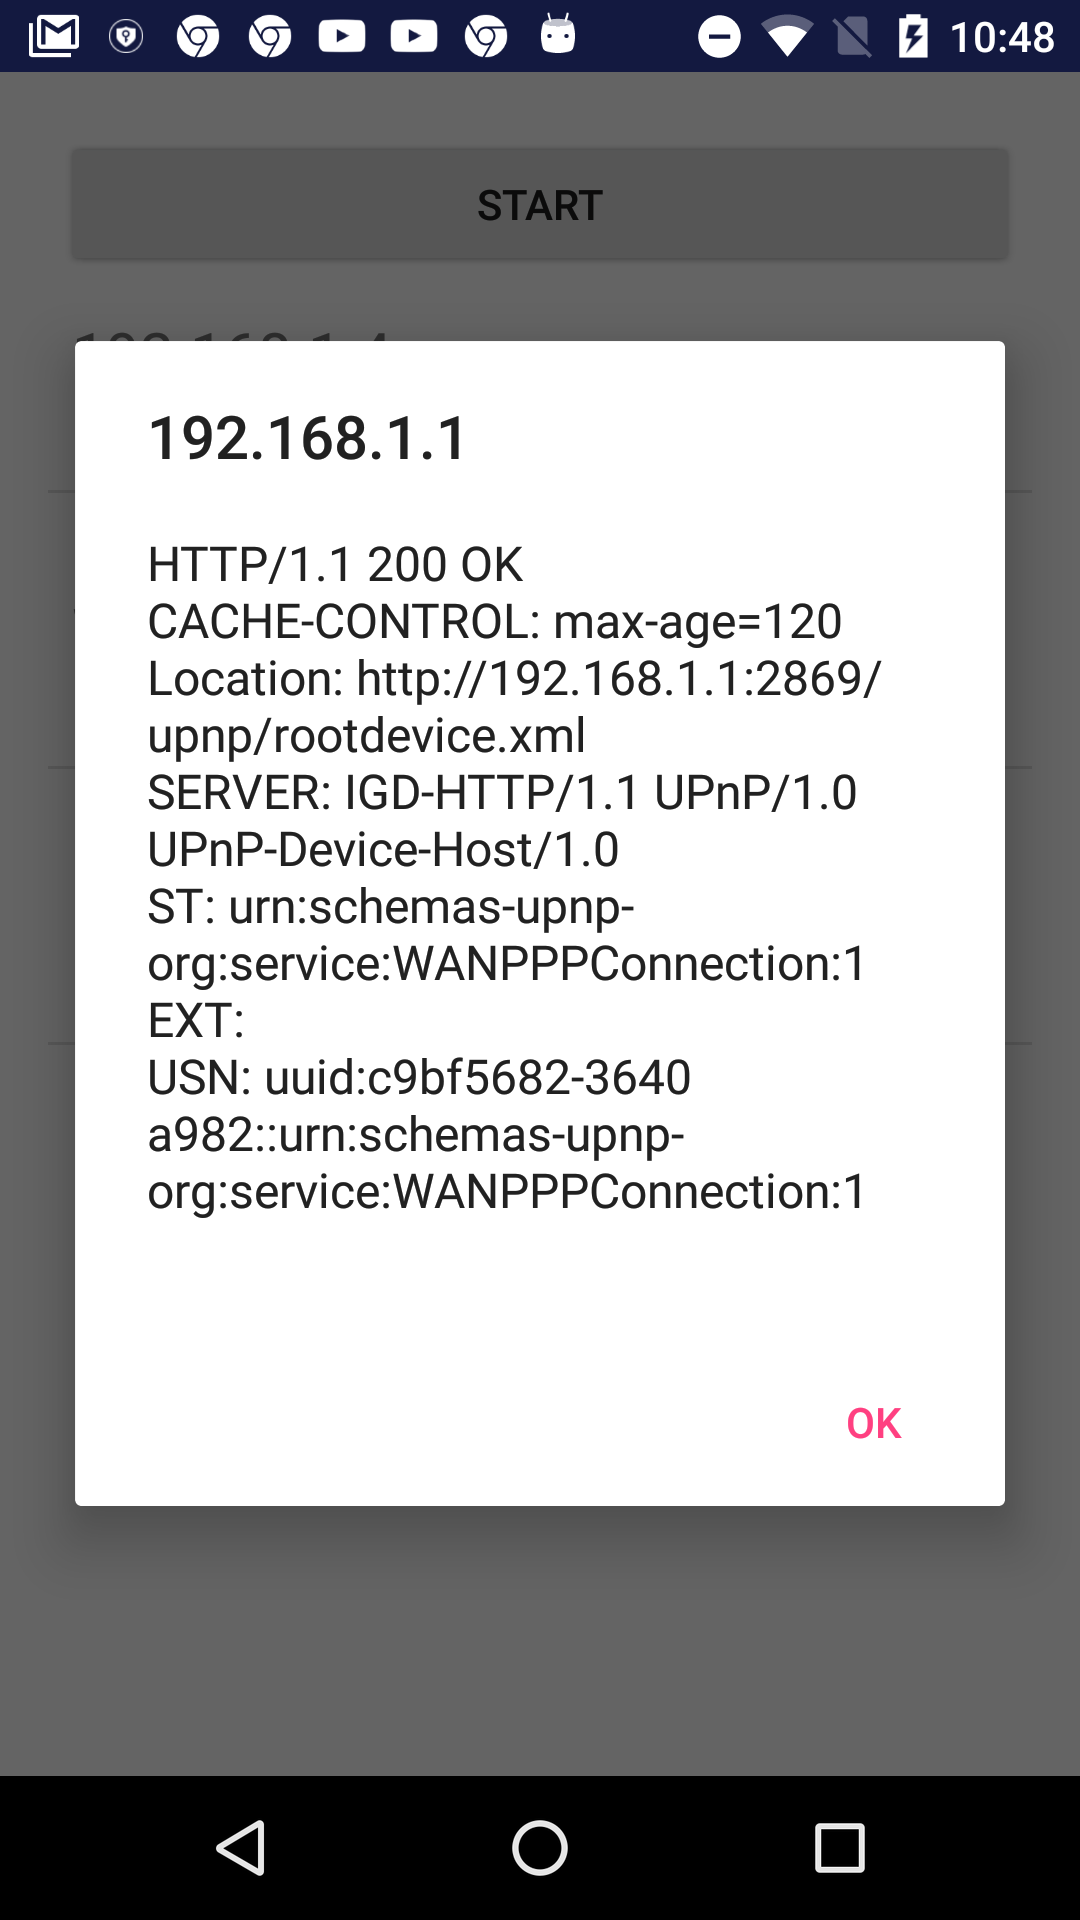 10:48
START
192.168.1.1
HTTP/1.1 200 OK
CACHE-CONTROL: max-age=120
Location: http://192.168.1.1:2869/
upnp/rootdevice.xml
SERVER: IGD-HTTP/1.1 UPnP/1.0
UPnP-Device-Host/1.0
ST: urn:schemas-upnp-
org:service:WANPPPConnection:1
EXT:
USN: uuid:c9bf5682-3640
a982::urn:schemas-upnp-
org:service:WANPPPConnection:1
OK